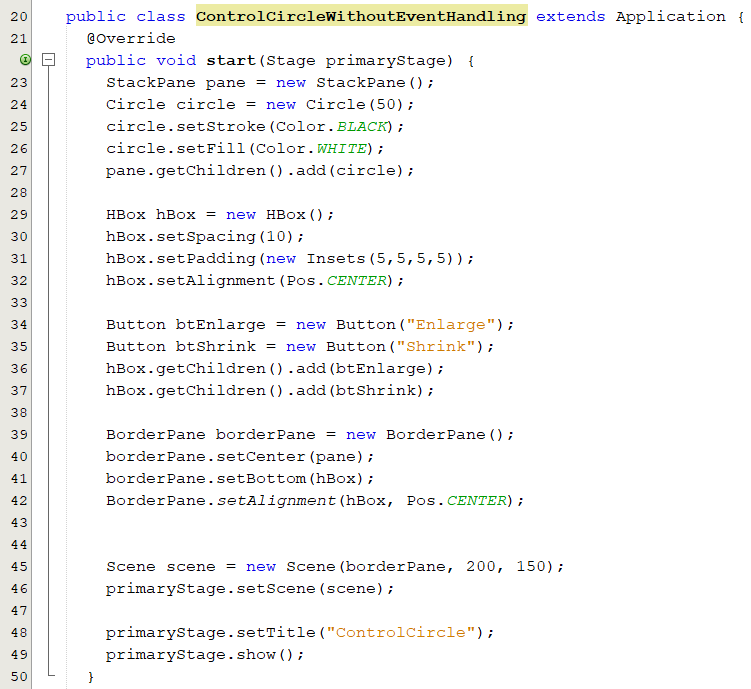 20 public class ControlCircleWithoutEventHandling extends Application {
21 @Override
public void start(Stage primaryStage) {
23 StackPane pane = new StackPane();
24 Circle circle = new Circle(50);
25 circle.setStroke(Color.BLACK);
26 circle.setFill(Color.WHITE);
27 pane.getChildren().add(circle);
28
29 HBox hBox = new HBox();
30 hBox.setSpacing(10);
31 hBox.setPadding(new Insets(5,5,5,5));
32 hBox.setAlignment(Pos.CENTER);
33
34 Button btEnlarge = new Button("Enlarge");
35 Button btShrink = new Button("Shrink");
36 hBox.getChildren().add(btEnlarge);
37 hBox.getChildren().add(btShrink);
38
39 BorderPane borderPane = new BorderPane();
40 borderPane.setCenter(pane);
41 borderPane.setBottom(hBox);
42 BorderPane.setAlignment(hBox, Pos.CENTER);
43
44
45 Scene scene = new Scene(borderPane, 200, 150);
46 primaryStage.setScene(scene);
47
48 primaryStage.setTitle("ControlCircle");
49 primaryStage.show();
50 }